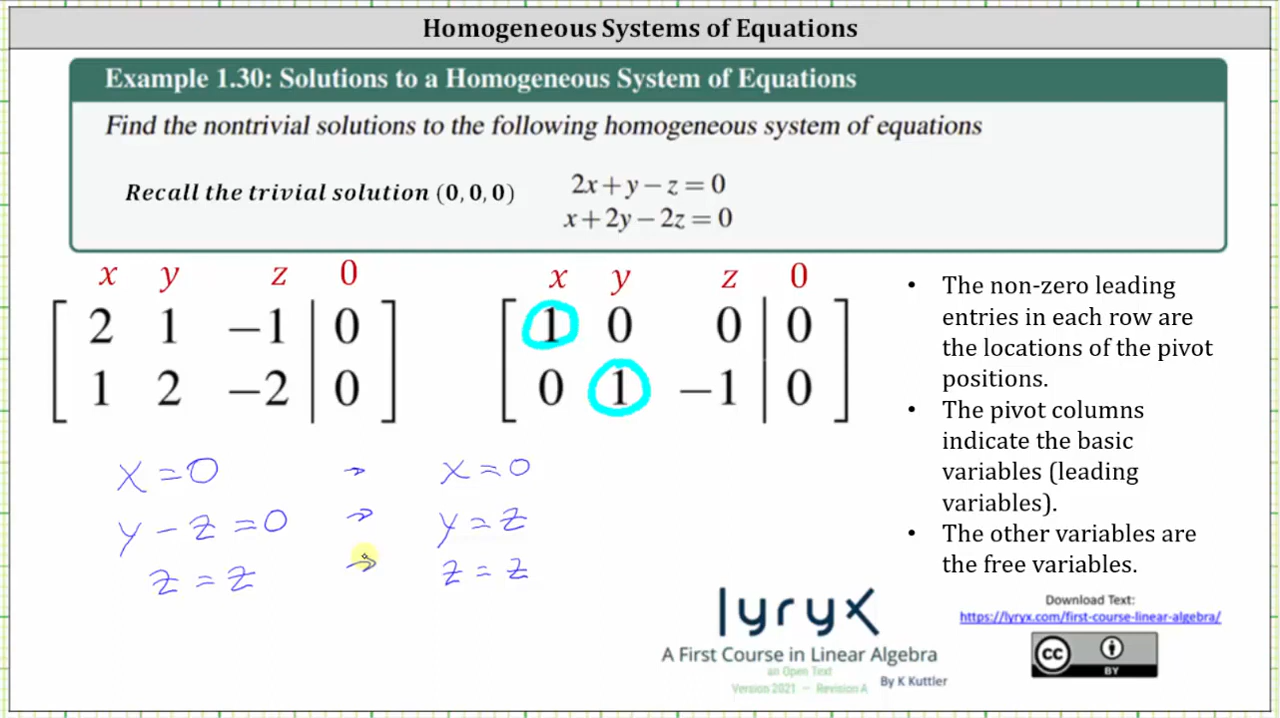 Homogeneous Systems of Equations
Example 1.30: Solutions to a Homogeneous System of Equations
Find the nontrivial solutions to the following homogeneous system of equations
Recall the trivial solution (0, 0, 0)
2x + y − z = 0
x + 2y − 2z = 0
x y z 0
2 1 −1 | 0
1 2 −2 | 0
x y z 0
1 0 0 | 0
0 1 −1 | 0
x = 0 → x = 0
y − z = 0 → y = z
z = z → z = z
• The non-zero leading
entries in each row are
the locations of the pivot
positions.
• The pivot columns
indicate the basic
variables (leading
variables).
• The other variables are
the free variables.
lyryx
A First Course in Linear Algebra
an Open Text
By K Kuttler
Version 2021 — Revision A
Download Text:
https://lyryx.com/first-course-linear-algebra/
CC
BY